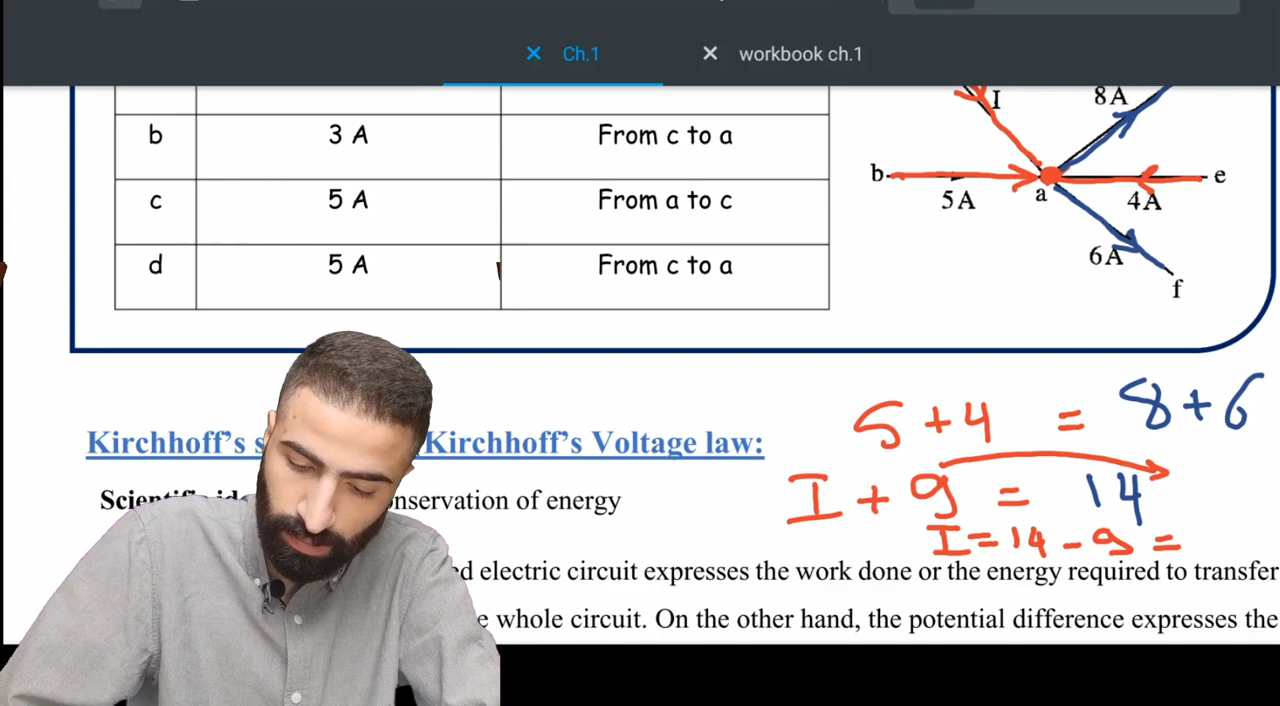 Ch.1
workbook ch.1
b 3 A From c to a
c 5 A From a to c
d 5 A From c to a
I
8A
b
e
5A
a
4A
6A
f
5 + 4 = 8 + 6
I + 9 = 14
I = 14 - 9 =
Kirchhoff's Kirchhoff's Voltage law:
conservation of energy
electric circuit expresses the work done or the energy required to transfer
whole circuit. On the other hand, the potential difference expresses the